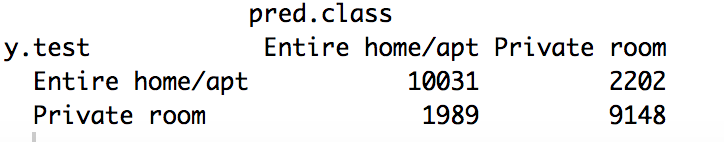 pred.class
y.test Entire home/apt Private room
Entire home/apt 10031 2202
Private room 1989 9148